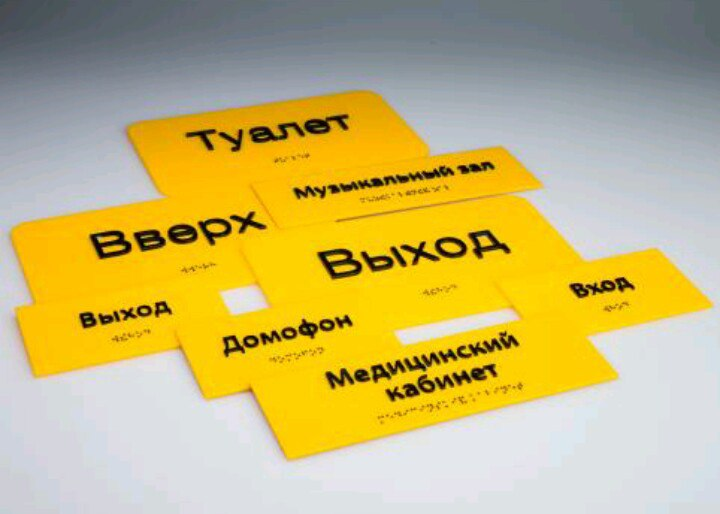 Туалет
Музыкальный зал
Вверх
Выход
Вход
Выход
Домофон
Медицинский
кабинет